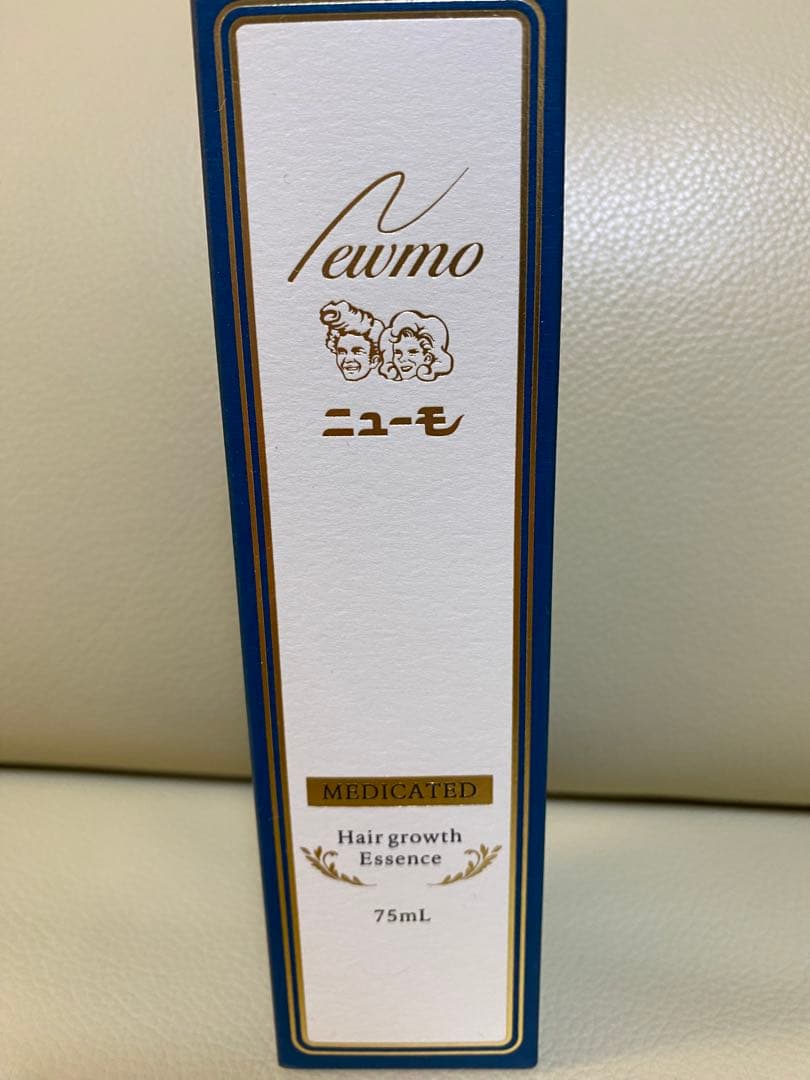 Newmo
ニューモ
MEDICATED
Hair growth
Essence
75mL